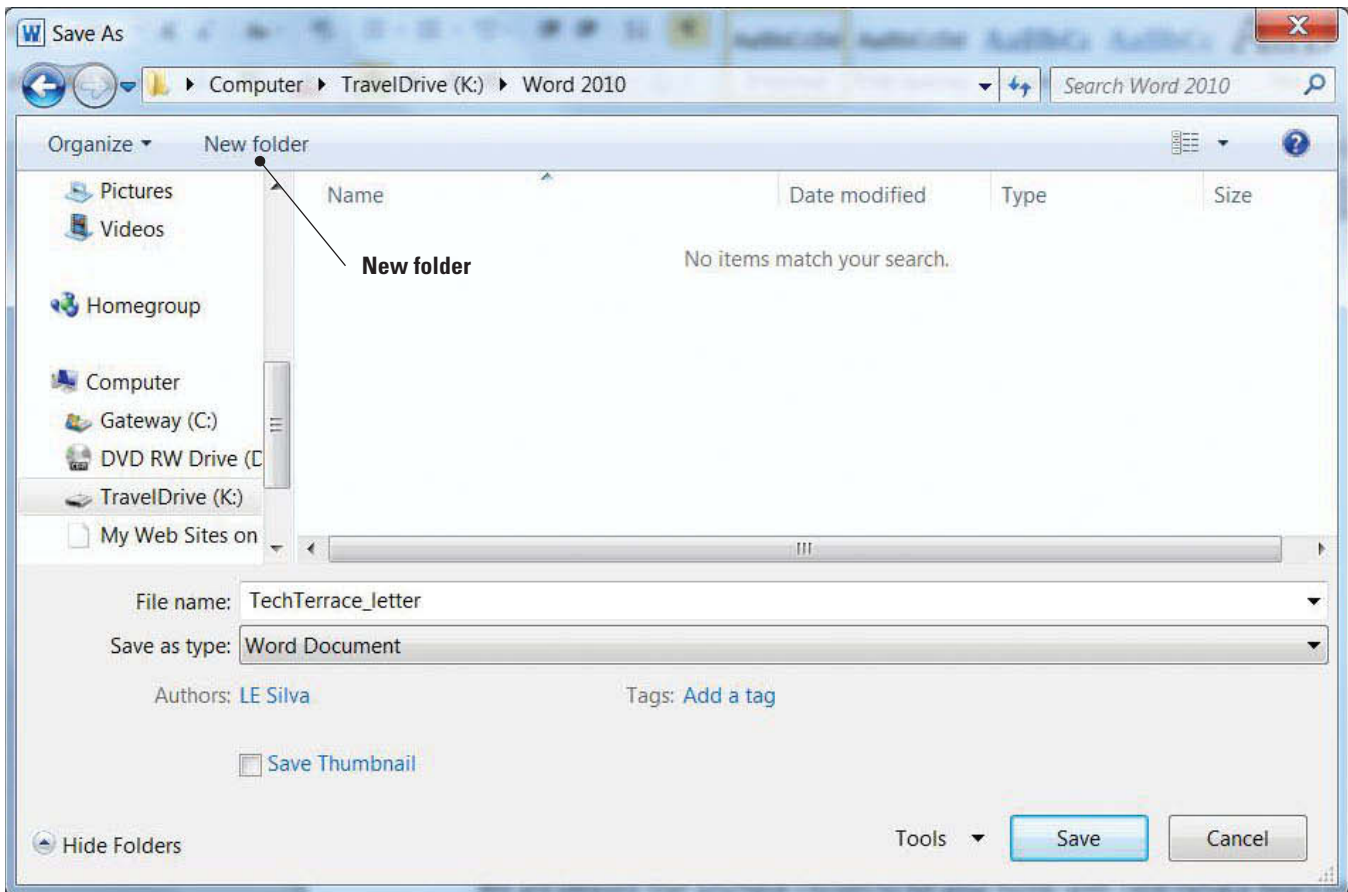 W Save As
Computer TravelDrive (K:) Word 2010 Search Word 2010
Organize New folder
Pictures
Videos
Homegroup
Computer
Gateway (C:)
DVD RW Drive (D
TravelDrive (K:)
My Web Sites on
Name Date modified Type Size
No items match your search.
New folder
File name: TechTerrace_letter
Save as type: Word Document
Authors: LE Silva Tags: Add a tag
Save Thumbnail
Hide Folders Tools Save Cancel